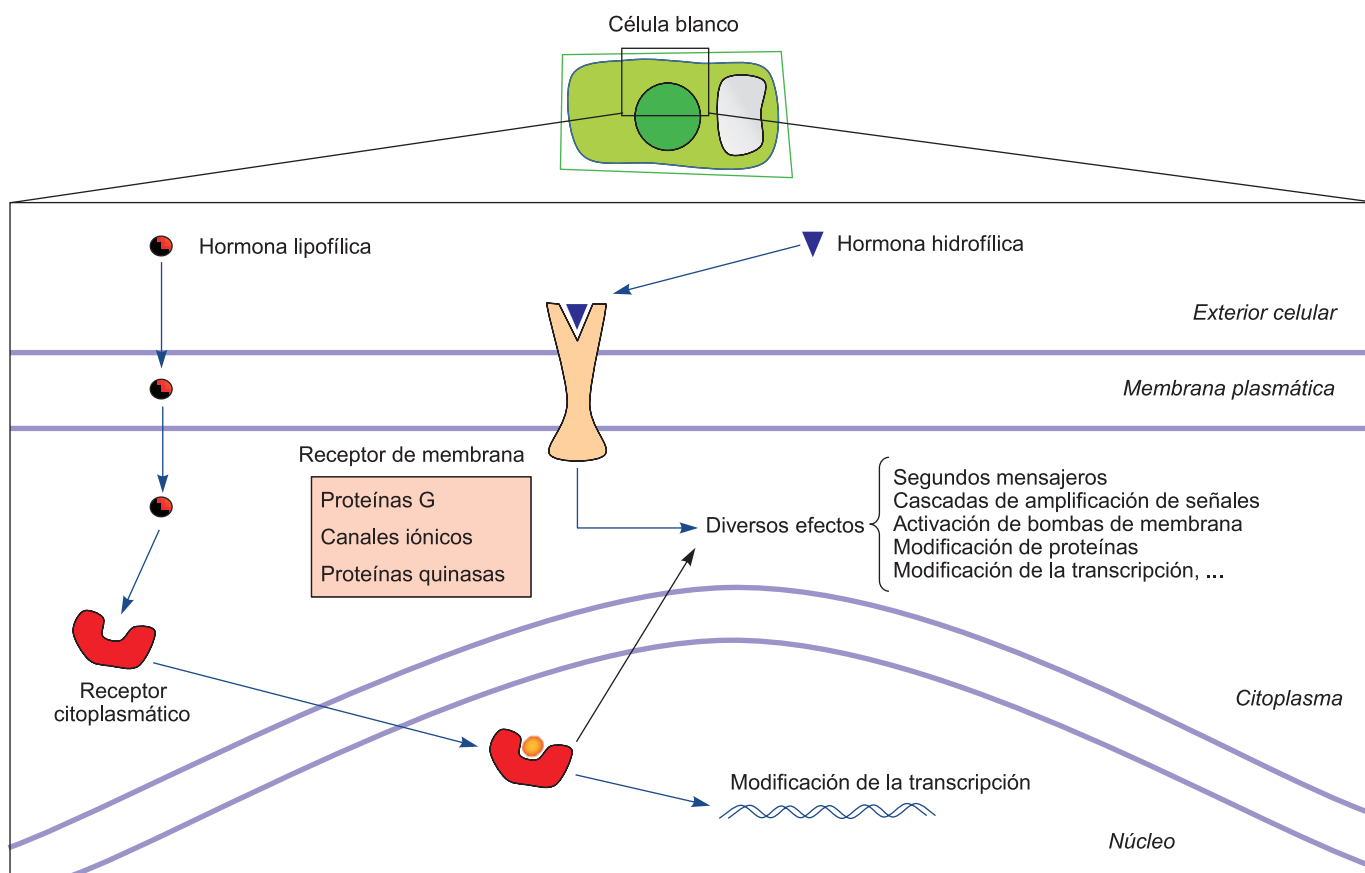 Célula blanco
Hormona lipofílica
Hormona hidrofílica
Exterior celular
Membrana plasmática
Receptor de membrana
Proteínas G
Canales iónicos
Proteínas quinasas
Diversos efectos
Segundos mensajeros
Cascadas de amplificación de señales
Activación de bombas de membrana
Modificación de proteínas
Modificación de la transcripción, ...
Receptor
citoplasmático
Citoplasma
Modificación de la transcripción
Núcleo